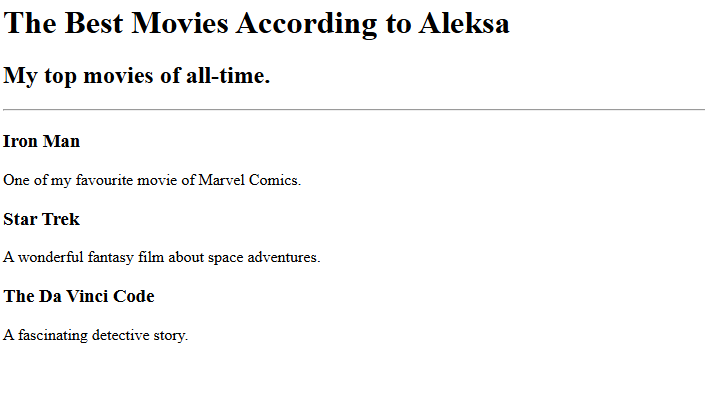 The Best Movies According to Aleksa
My top movies of all-time.
Iron Man
One of my favourite movie of Marvel Comics.
Star Trek
A wonderful fantasy film about space adventures.
The Da Vinci Code
A fascinating detective story.